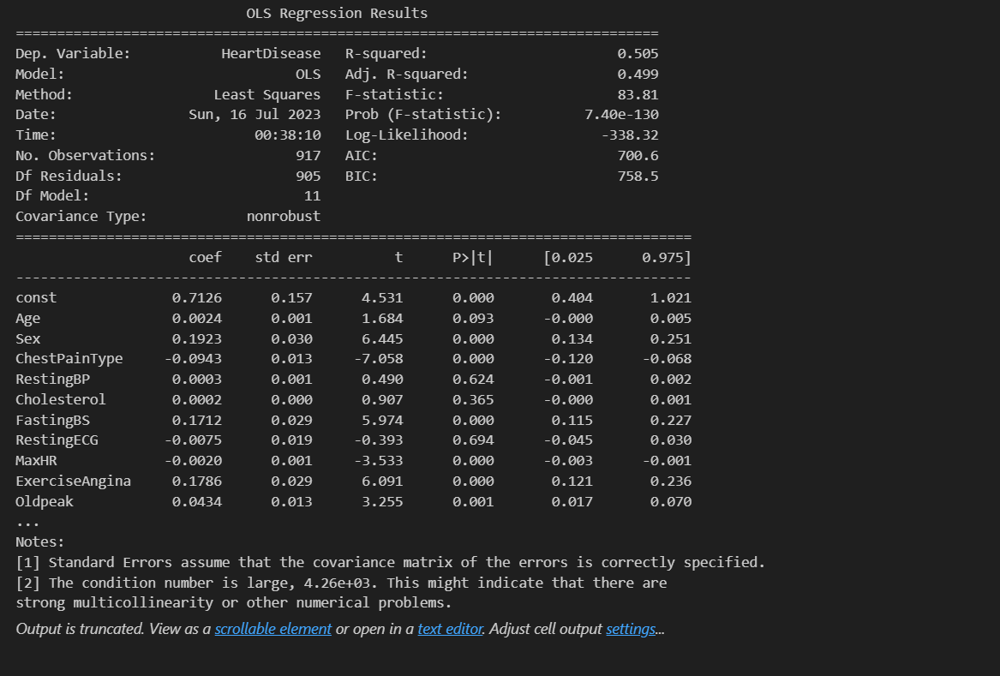 OLS Regression Results
==============================================================================
Dep. Variable: HeartDisease R-squared: 0.505
Model: OLS Adj. R-squared: 0.499
Method: Least Squares F-statistic: 83.81
Date: Sun, 16 Jul 2023 Prob (F-statistic): 7.40e-130
Time: 00:38:10 Log-Likelihood: -338.32
No. Observations: 917 AIC: 700.6
Df Residuals: 905 BIC: 758.5
Df Model: 11
Covariance Type: nonrobust
==================================================================================
coef std err t P>|t| [0.025 0.975]
----------------------------------------------------------------------------------
const 0.7126 0.157 4.531 0.000 0.404 1.021
Age 0.0024 0.001 1.684 0.093 -0.000 0.005
Sex 0.1923 0.030 6.445 0.000 0.134 0.251
ChestPainType -0.0943 0.013 -7.058 0.000 -0.120 -0.068
RestingBP 0.0003 0.001 0.490 0.624 -0.001 0.002
Cholesterol 0.0002 0.000 0.907 0.365 -0.000 0.001
FastingBS 0.1712 0.029 5.974 0.000 0.115 0.227
RestingECG -0.0075 0.019 -0.393 0.694 -0.045 0.030
MaxHR -0.0020 0.001 -3.533 0.000 -0.003 -0.001
ExerciseAngina 0.1786 0.029 6.091 0.000 0.121 0.236
Oldpeak 0.0434 0.013 3.255 0.001 0.017 0.070
...
Notes:
[1] Standard Errors assume that the covariance matrix of the errors is correctly specified.
[2] The condition number is large, 4.26e+03. This might indicate that there are
strong multicollinearity or other numerical problems.
Output is truncated. View as a scrollable element or open in a text editor. Adjust cell output settings...